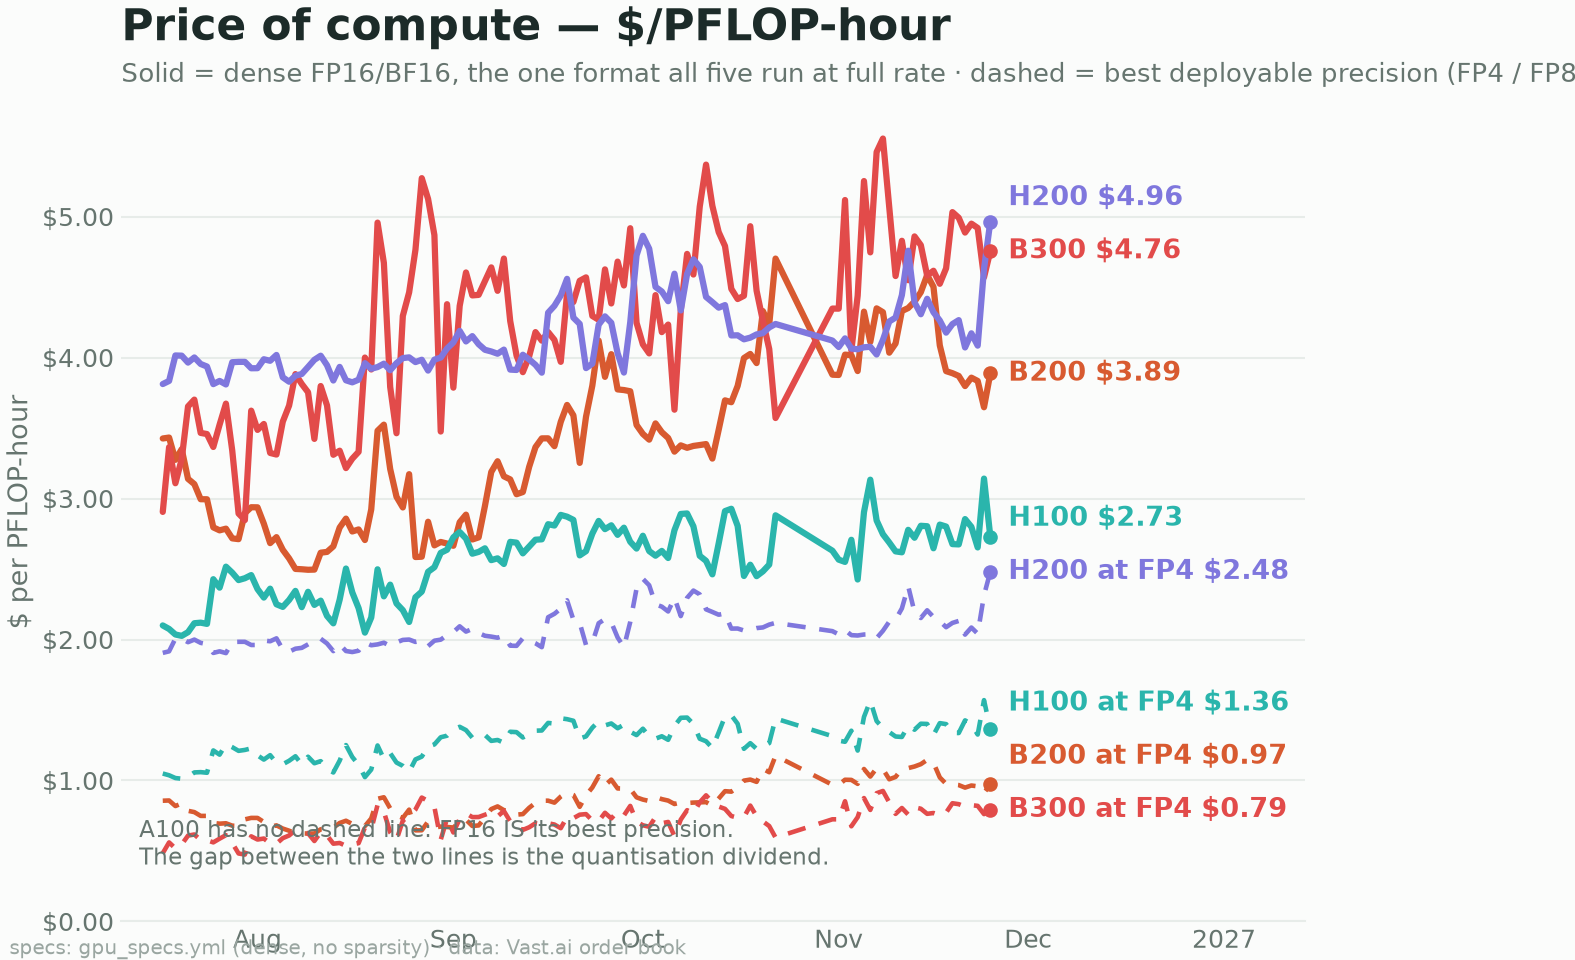 Price of compute — $/PFLOP-hour
Solid = dense FP16/BF16, the one format all five run at full rate · dashed = best deployable precision (FP4 / FP8
H200 $4.96
$5.00
B300 $4.76
$4.00
B200 $3.89
$ per PFLOP-hour
$3.00
H100 $2.73
H200 at FP4 $2.48
$2.00
H100 at FP4 $1.36
B200 at FP4 $0.97
$1.00
B300 at FP4 $0.79
A100 has no dashed line: FP16 IS its best precision.
The gap between the two lines is the quantisation dividend.
$0.00
Aug Sep Oct Nov Dec 2027
specs: gpu_specs.yml (dense, no sparsity) · data: Vast.ai order book